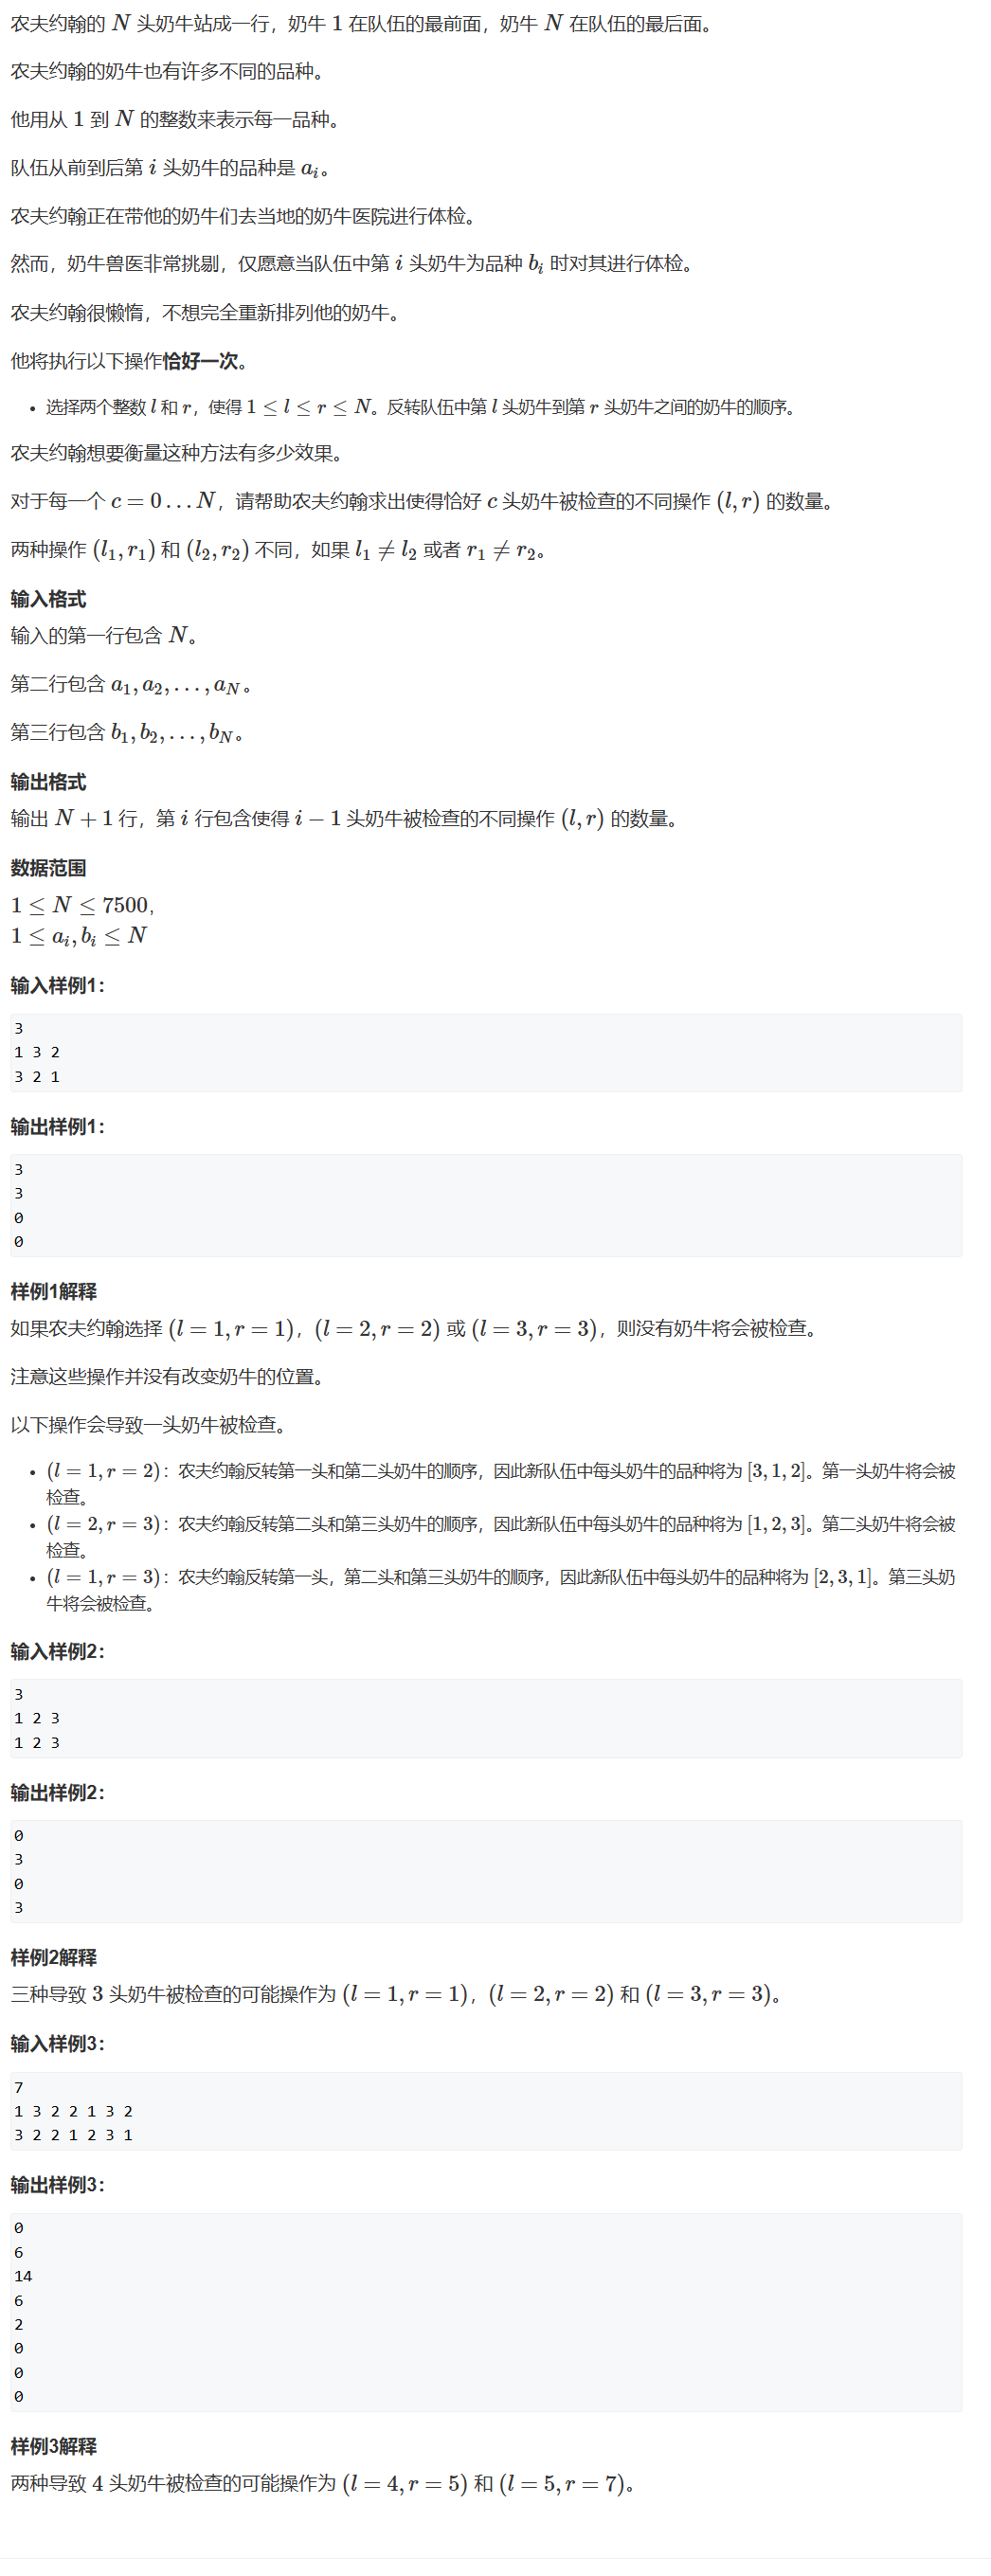 农夫约翰的 N 头奶牛站成一行，奶牛 1 在队伍的最前面，奶牛 N 在队伍的最后面。
农夫约翰的奶牛也有许多不同的品种。
他用从 1 到 N 的整数来表示每一品种。
队伍从前到后第 i 头奶牛的品种是 aᵢ。
农夫约翰正在带他的奶牛们去当地的奶牛医院进行体检。
然而，奶牛兽医非常挑剔，仅愿意当队伍中第 i 头奶牛为品种 bᵢ 时对其进行体检。
农夫约翰很懒惰，不想完全重新排列他的奶牛。
他将执行以下操作恰好一次。
• 选择两个整数 l 和 r，使得 1 ≤ l ≤ r ≤ N。反转队伍中第 l 头奶牛到第 r 头奶牛之间的奶牛的顺序。
农夫约翰想要衡量这种方法有多少效果。
对于每一个 c = 0 … N，请帮助农夫约翰求出使得恰好 c 头奶牛被检查的不同操作 (l, r) 的数量。
两种操作 (l₁, r₁) 和 (l₂, r₂) 不同，如果 l₁ ≠ l₂ 或者 r₁ ≠ r₂。
输入格式
输入的第一行包含 N。
第二行包含 a₁, a₂, …, a_N。
第三行包含 b₁, b₂, …, b_N。
输出格式
输出 N + 1 行，第 i 行包含使得 i − 1 头奶牛被检查的不同操作 (l, r) 的数量。
数据范围
1 ≤ N ≤ 7500,
1 ≤ aᵢ, bᵢ ≤ N
输入样例1：
3
1 3 2
3 2 1
输出样例1：
3
3
0
0
样例1解释
如果农夫约翰选择 (l = 1, r = 1)，(l = 2, r = 2) 或 (l = 3, r = 3)，则没有奶牛将会被检查。
注意这些操作并没有改变奶牛的位置。
以下操作会导致一头奶牛被检查。
• (l = 1, r = 2)：农夫约翰反转第一头和第二头奶牛的顺序，因此新队伍中每头奶牛的品种将为 [3, 1, 2]。第一头奶牛将会被
检查。
• (l = 2, r = 3)：农夫约翰反转第二头和第三头奶牛的顺序，因此新队伍中每头奶牛的品种将为 [1, 2, 3]。第二头奶牛将会被
检查。
• (l = 1, r = 3)：农夫约翰反转第一头，第二头和第三头奶牛的顺序，因此新队伍中每头奶牛的品种将为 [2, 3, 1]。第三头奶
牛将会被检查。
输入样例2：
3
1 2 3
1 2 3
输出样例2：
0
3
0
3
样例2解释
三种导致 3 头奶牛被检查的可能操作为 (l = 1, r = 1)，(l = 2, r = 2) 和 (l = 3, r = 3)。
输入样例3：
7
1 3 2 2 1 3 2
3 2 2 1 2 3 1
输出样例3：
0
6
14
6
2
0
0
0
样例3解释
两种导致 4 头奶牛被检查的可能操作为 (l = 4, r = 5) 和 (l = 5, r = 7)。